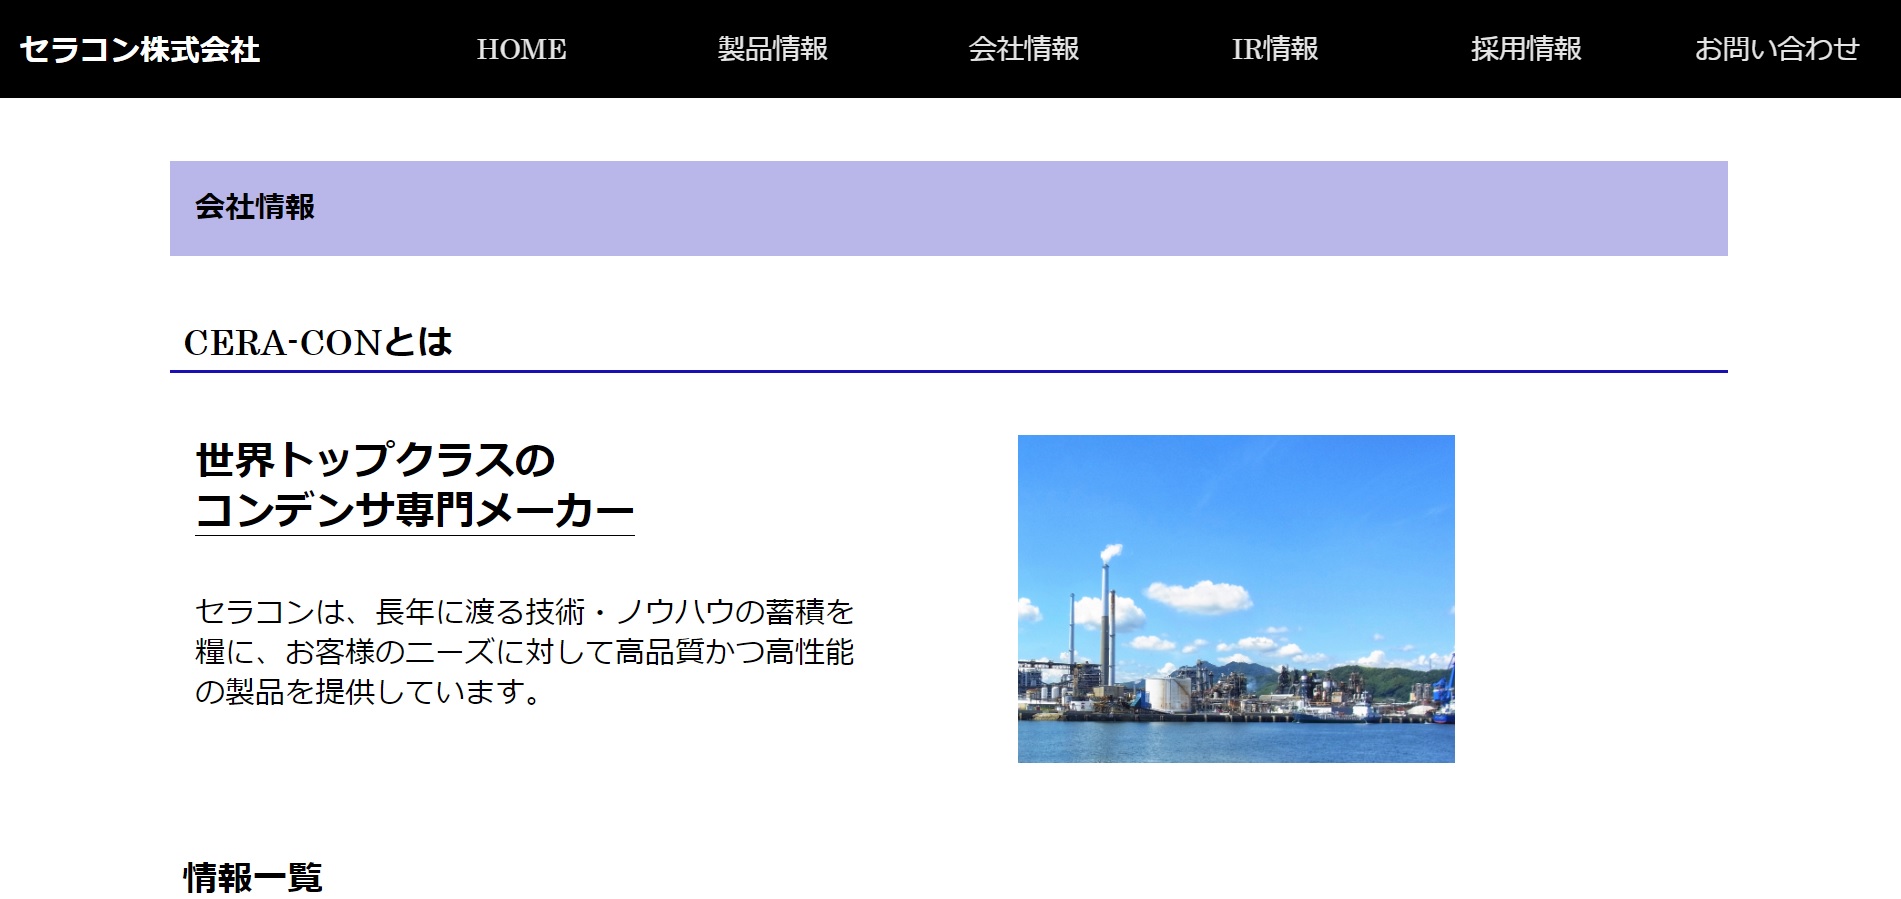 セラコン株式会社 HOME 製品情報 会社情報 IR情報 採用情報 お問い合わせ
会社情報
CERA-CONとは
世界トップクラスの
コンデンサ専門メーカー
セラコンは、長年に渡る技術・ノウハウの蓄積を
糧に、お客様のニーズに対して高品質かつ高性能
の製品を提供しています。
情報一覧